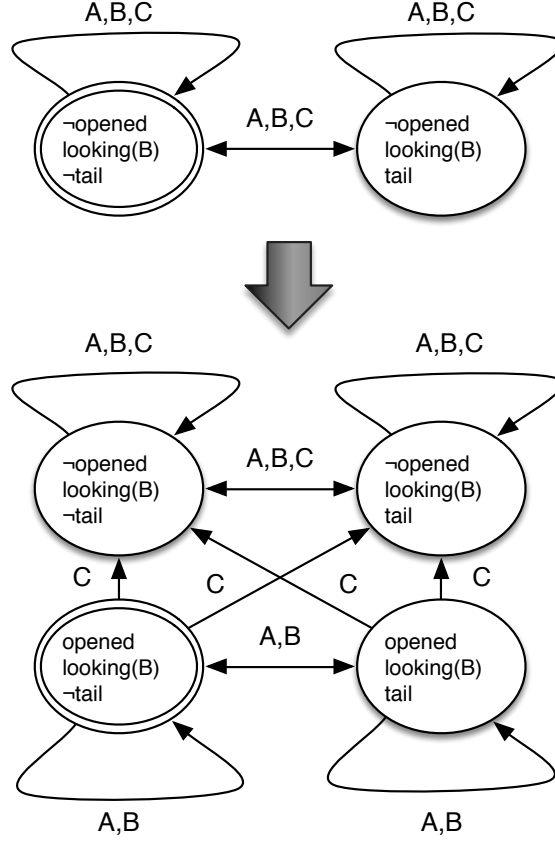 A,B,C
A,B,C
¬opened
looking(B)
¬tail
A,B,C
¬opened
looking(B)
tail
A,B,C
A,B,C
¬opened
looking(B)
¬tail
A,B,C
¬opened
looking(B)
tail
C
C
C
C
opened
looking(B)
¬tail
A,B
opened
looking(B)
tail
A,B
A,B